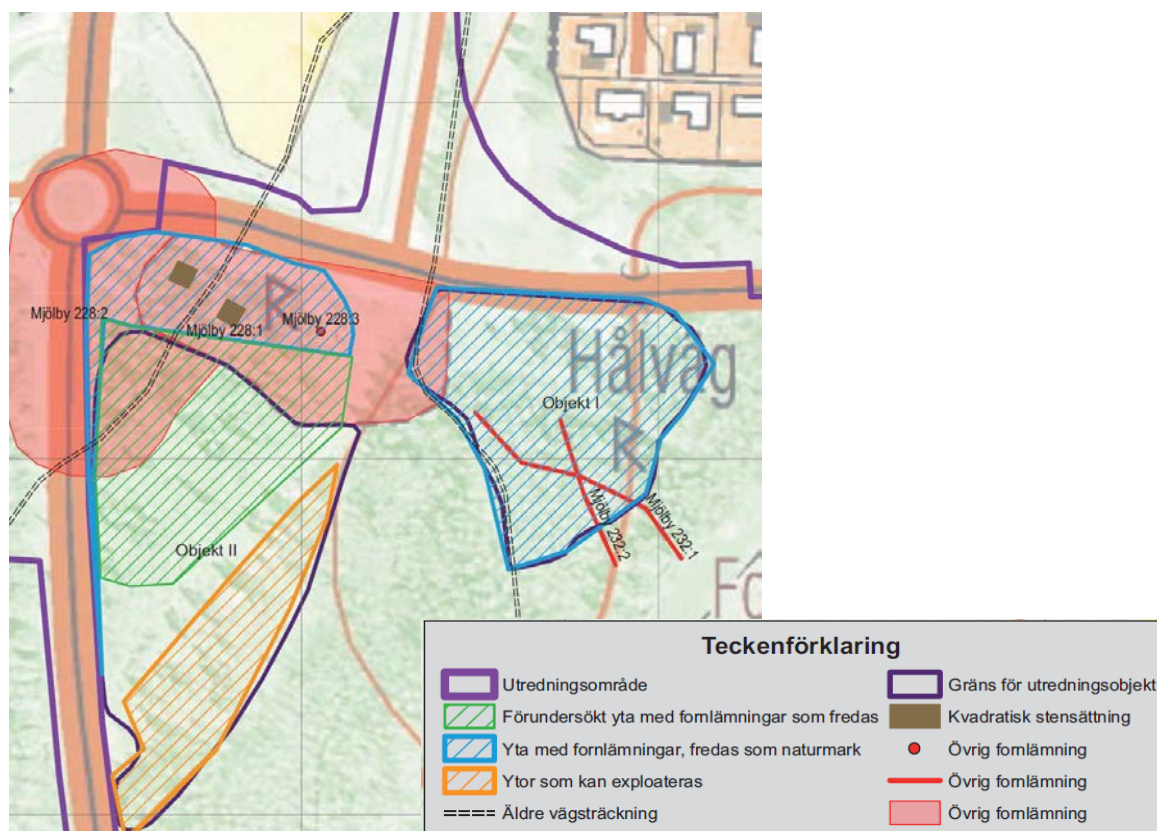 R
Mjölby 228:2
Mjölby 228:1
Mjölby 228:3
Hålväg
Objekt I
R
Mjölby 232:2
Mjölby 232:1
Objekt II
Fo
Teckenförklaring
Utredningsområde
Förundersökt yta med fornlämningar som fredas
Yta med fornlämningar, fredas som naturmark
Ytor som kan exploateras
Äldre vägsträckning
Gräns för utredningsobjekt
Kvadratisk stensättning
Övrig fornlämning
Övrig fornlämning
Övrig fornlämning